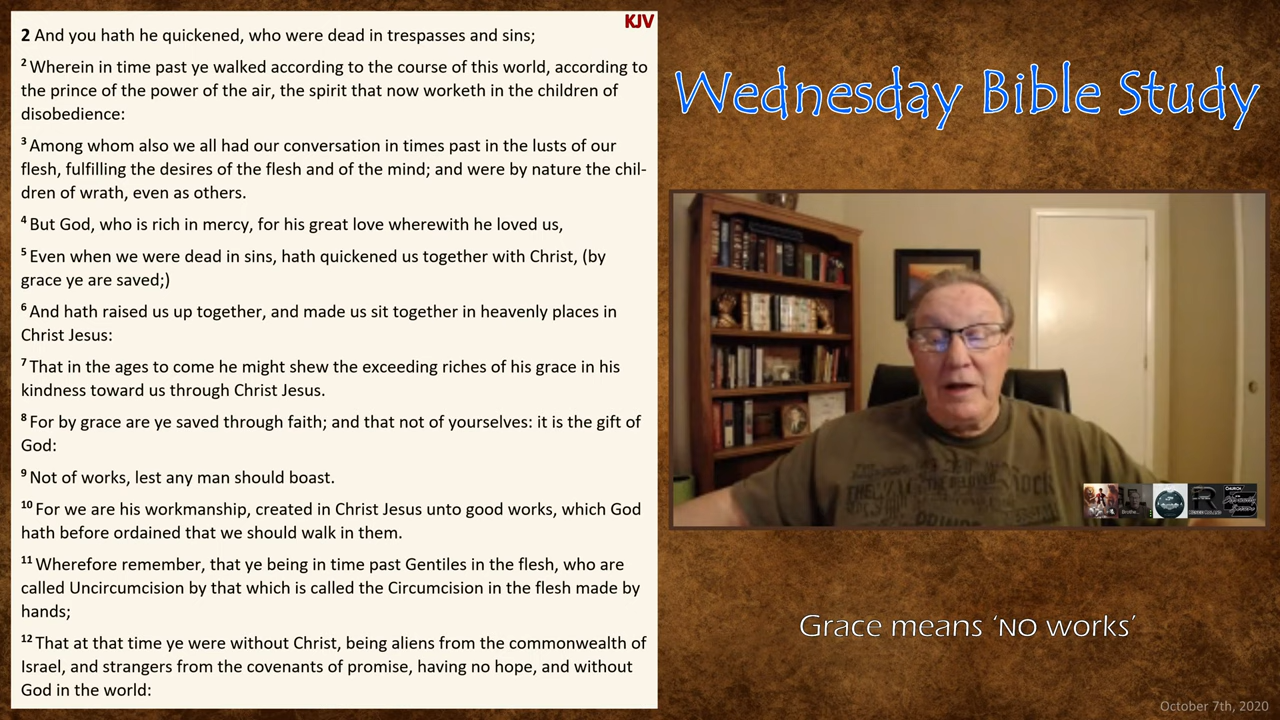 KJV
2 And you hath he quickened, who were dead in trespasses and sins;
2 Wherein in time past ye walked according to the course of this world, according to
the prince of the power of the air, the spirit that now worketh in the children of
disobedience:
3 Among whom also we all had our conversation in times past in the lusts of our
flesh, fulfilling the desires of the flesh and of the mind; and were by nature the chil-
dren of wrath, even as others.
4 But God, who is rich in mercy, for his great love wherewith he loved us,
5 Even when we were dead in sins, hath quickened us together with Christ, (by
grace ye are saved;)
6 And hath raised us up together, and made us sit together in heavenly places in
Christ Jesus:
7 That in the ages to come he might shew the exceeding riches of his grace in his
kindness toward us through Christ Jesus.
8 For by grace are ye saved through faith; and that not of yourselves: it is the gift of
God:
9 Not of works, lest any man should boast.
10 For we are his workmanship, created in Christ Jesus unto good works, which God
hath before ordained that we should walk in them.
11 Wherefore remember, that ye being in time past Gentiles in the flesh, who are
called Uncircumcision by that which is called the Circumcision in the flesh made by
hands;
12 That at that time ye were without Christ, being aliens from the commonwealth of
Israel, and strangers from the covenants of promise, having no hope, and without
God in the world:
Wednesday Bible Study
Grace means ‘NO works’
October 7th, 2020